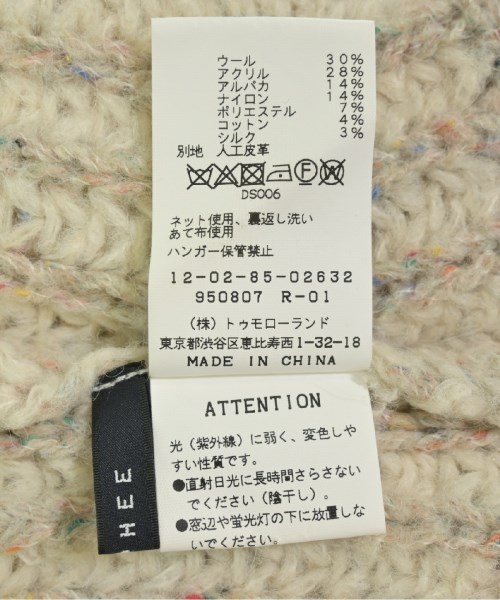 ウール 30%
アクリル 28%
アルパカ 14%
ナイロン 14%
ポリエステル 7%
コットン 4%
シルク 3%
別地 人工皮革
DS006
ネット使用、裏返し洗い
あて布使用
ハンガー保管禁止
12-02-85-02632
950807 R-01
(株)トゥモローランド
東京都渋谷区恵比寿西1-32-18
MADE IN CHINA
ATTENTION
光(紫外線)に弱く、変色しや
すい性質です。
●直射日光に長時間さらさない
でください(陰干し)。
●窓辺や蛍光灯の下に放置しな
いでください。
HEE